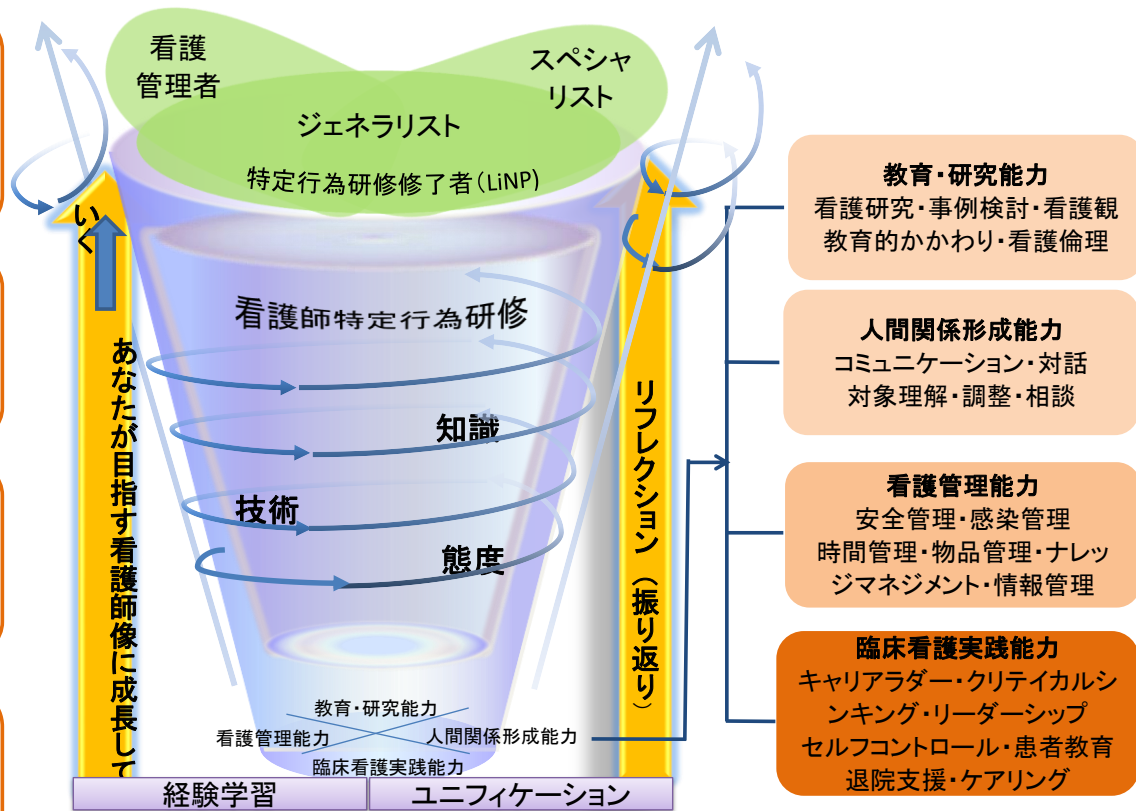 看護
管理者
スペシャ
リスト
ジェネラリスト
特定行為研修修了者(LiNP)
看護師特定行為研修
知識
技術
態度
あなたが目指す看護師像に成長して
いく
リフレクション（振り返り）
教育・研究能力
看護管理能力
人間関係形成能力
臨床看護実践能力
経験学習
ユニフィケーション
教育・研究能力
看護研究・事例検討・看護観
教育的かかわり・看護倫理
人間関係形成能力
コミュニケーション・対話
対象理解・調整・相談
看護管理能力
安全管理・感染管理
時間管理・物品管理・ナレッ
ジマネジメント・情報管理
臨床看護実践能力
キャリアラダー・クリテイカルシ
ンキング・リーダーシップ
セルフコントロール・患者教育
退院支援・ケアリング